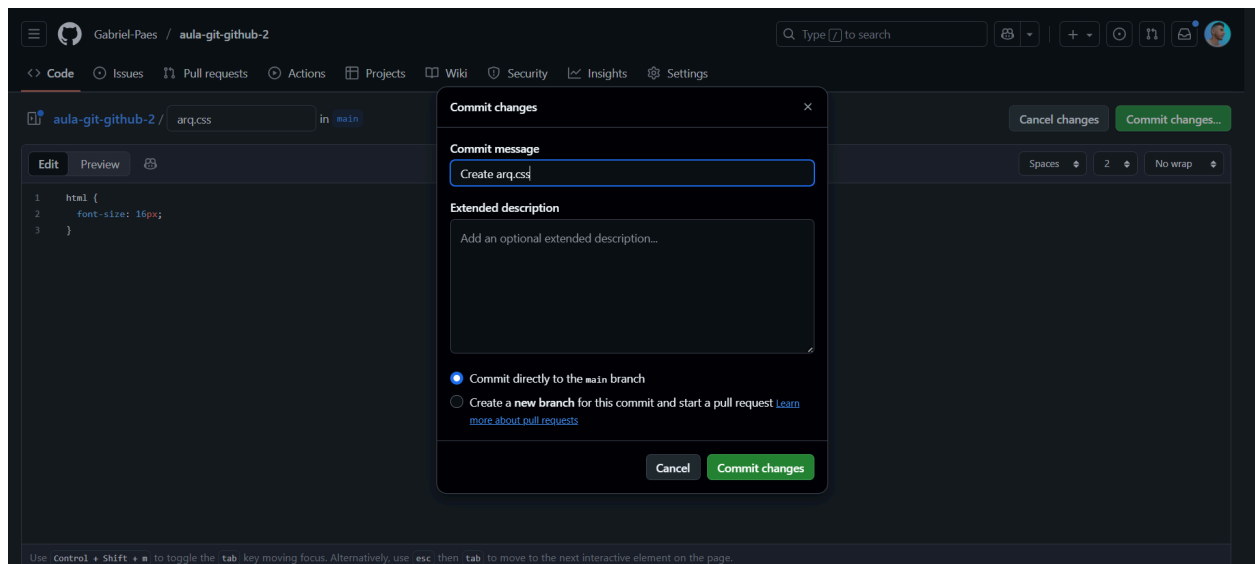 Gabriel-Paes / aula-git-github-2
Type / to search
Code Issues Pull requests Actions Projects Wiki Security Insights Settings
aula-git-github-2 / arq.css in main
Cancel changes Commit changes...
Edit Preview
Spaces 2 No wrap
1 html {
2 font-size: 16px;
3 }
Commit changes
Commit message
Create arq.css
Extended description
Add an optional extended description...
Commit directly to the main branch
Create a new branch for this commit and start a pull request Learn
more about pull requests
Cancel Commit changes
Use Control + Shift + m to toggle the tab key moving focus. Alternatively, use esc then tab to move to the next interactive element on the page.